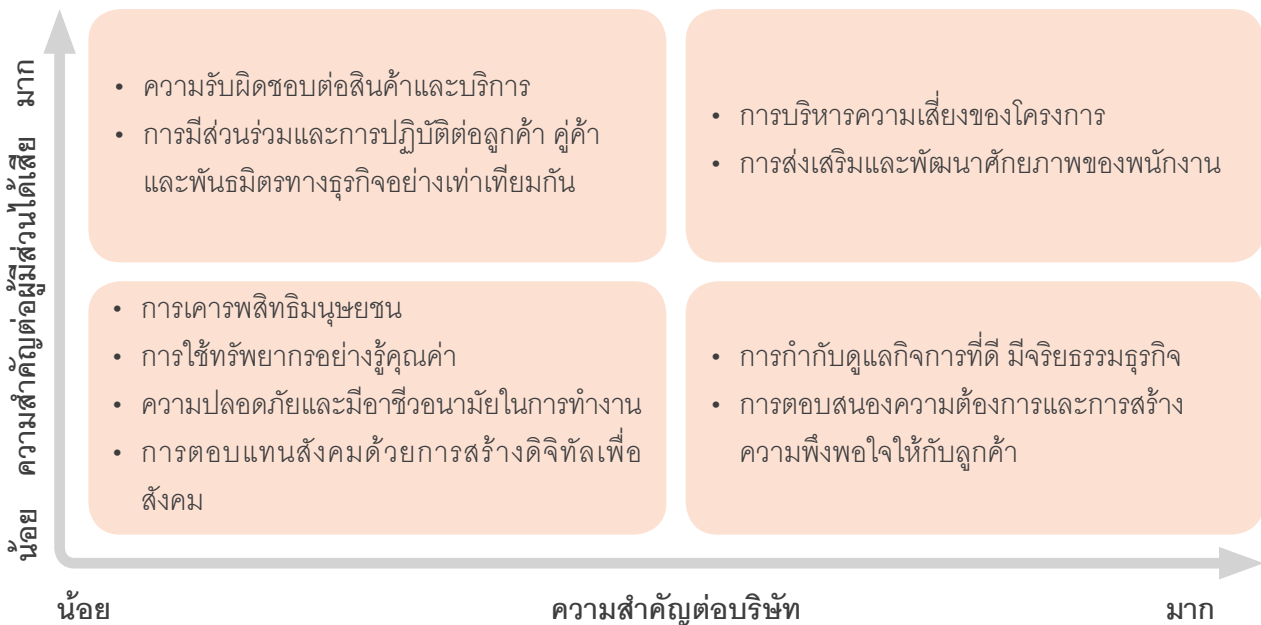 น้อย ความสำคัญต่อผู้มีส่วนได้เสีย มาก
• ความรับผิดชอบต่อสินค้าและบริการ
• การมีส่วนร่วมและการปฏิบัติต่อลูกค้า คู่ค้า
และพันธมิตรทางธุรกิจอย่างเท่าเทียมกัน
• การบริหารความเสี่ยงของโครงการ
• การส่งเสริมและพัฒนาศักยภาพของพนักงาน
• การเคารพสิทธิมนุษยชน
• การใช้ทรัพยากรอย่างรู้คุณค่า
• ความปลอดภัยและมีอาชีวอนามัยในการทำงาน
• การตอบแทนสังคมด้วยการสร้างดิจิทัลเพื่อ
สังคม
• การกำกับดูแลกิจการที่ดี มีจริยธรรมธุรกิจ
• การตอบสนองความต้องการและการสร้าง
ความพึงพอใจให้กับลูกค้า
น้อย ความสำคัญต่อบริษัท มาก